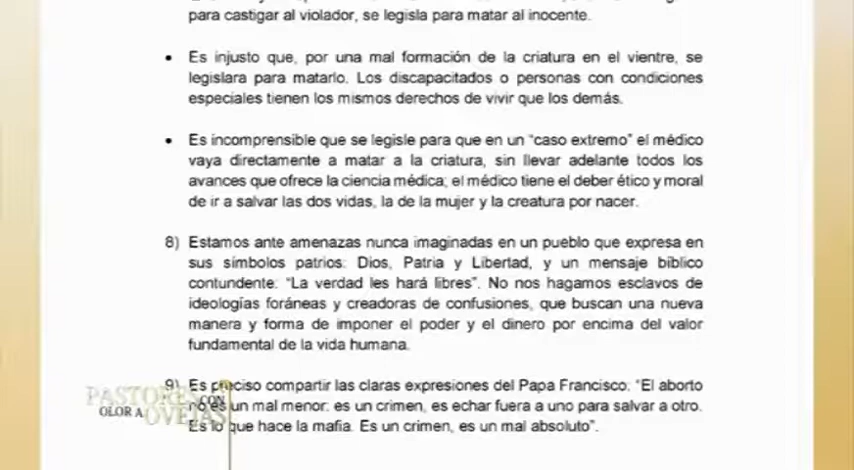 para castigar al violador, se legisla para matar al inocente.
• Es injusto que, por una mal formación de la criatura en el vientre, se
legislara para matarlo. Los discapacitados o personas con condiciones
especiales tienen los mismos derechos de vivir que los demás.
• Es incomprensible que se legisle para que en un “caso extremo” el médico
vaya directamente a matar a la criatura, sin llevar adelante todos los
avances que ofrece la ciencia médica; el médico tiene el deber ético y moral
de ir a salvar las dos vidas, la de la mujer y la creatura por nacer.
8) Estamos ante amenazas nunca imaginadas en un pueblo que expresa en
sus símbolos patrios: Dios, Patria y Libertad, y un mensaje bíblico
contundente: “La verdad les hará libres”. No nos hagamos esclavos de
ideologías foráneas y creadoras de confusiones, que buscan una nueva
manera y forma de imponer el poder y el dinero por encima del valor
fundamental de la vida humana.
9) Es preciso compartir las claras expresiones del Papa Francisco: “El aborto
no es un mal menor: es un crimen, es echar fuera a uno para salvar a otro.
Es lo que hace la mafia. Es un crimen, es un mal absoluto”.
PASTORES CON
OLOR A OVEJAS